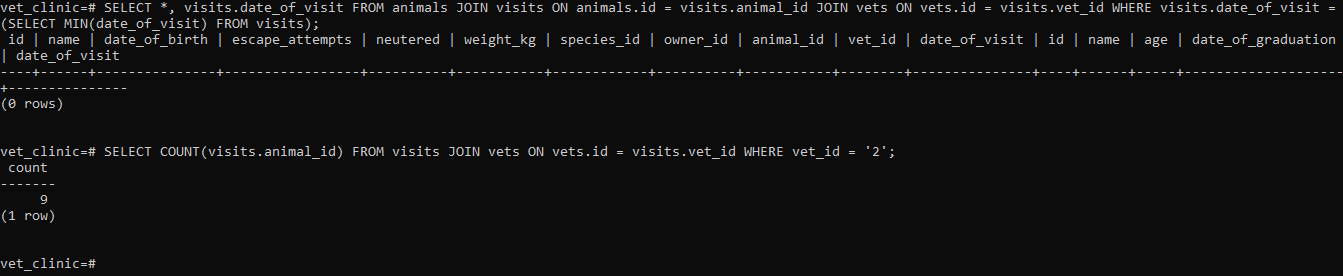 vet_clinic=# SELECT *, visits.date_of_visit FROM animals JOIN visits ON animals.id = visits.animal_id JOIN vets ON vets.id = visits.vet_id WHERE visits.date_of_visit =
(SELECT MIN(date_of_visit) FROM visits);
 id | name | date_of_birth | escape_attempts | neutered | weight_kg | species_id | owner_id | animal_id | vet_id | date_of_visit | id | name | age | date_of_graduation
| date_of_visit
----+------+---------------+-----------------+----------+-----------+------------+----------+-----------+--------+---------------+----+------+-----+--------------------
+---------------
(0 rows)
vet_clinic=# SELECT COUNT(visits.animal_id) FROM visits JOIN vets ON vets.id = visits.vet_id WHERE vet_id = '2';
 count
-------
     9
(1 row)
vet_clinic=#